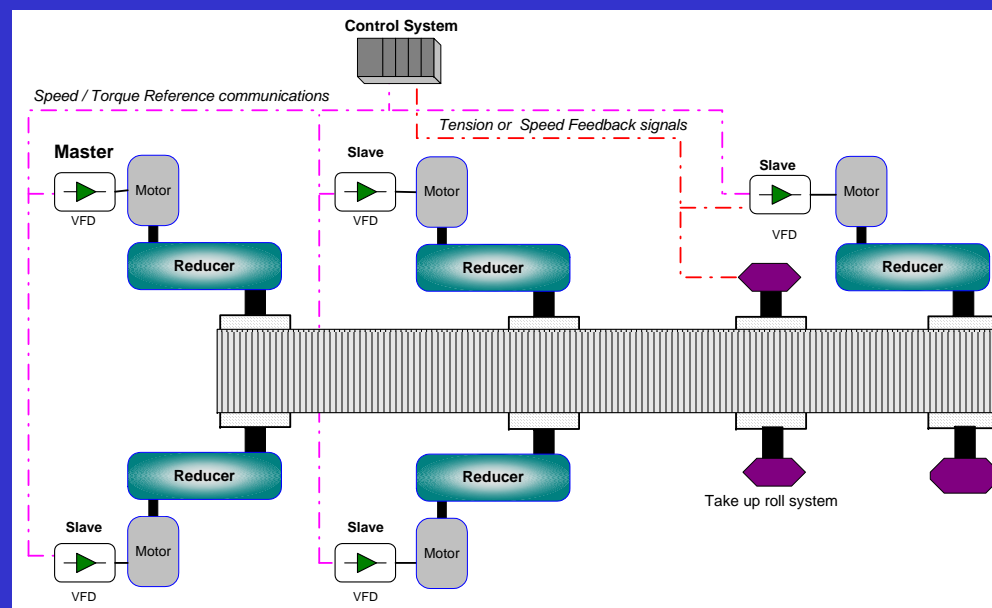 Control System
Speed / Torque Reference communications
Tension or Speed Feedback signals
Master
Slave
Slave
Motor
Motor
Motor
VFD
VFD
VFD
Reducer
Reducer
Reducer
Reducer
Reducer
Take up roll system
Slave
Slave
Motor
Motor
VFD
VFD